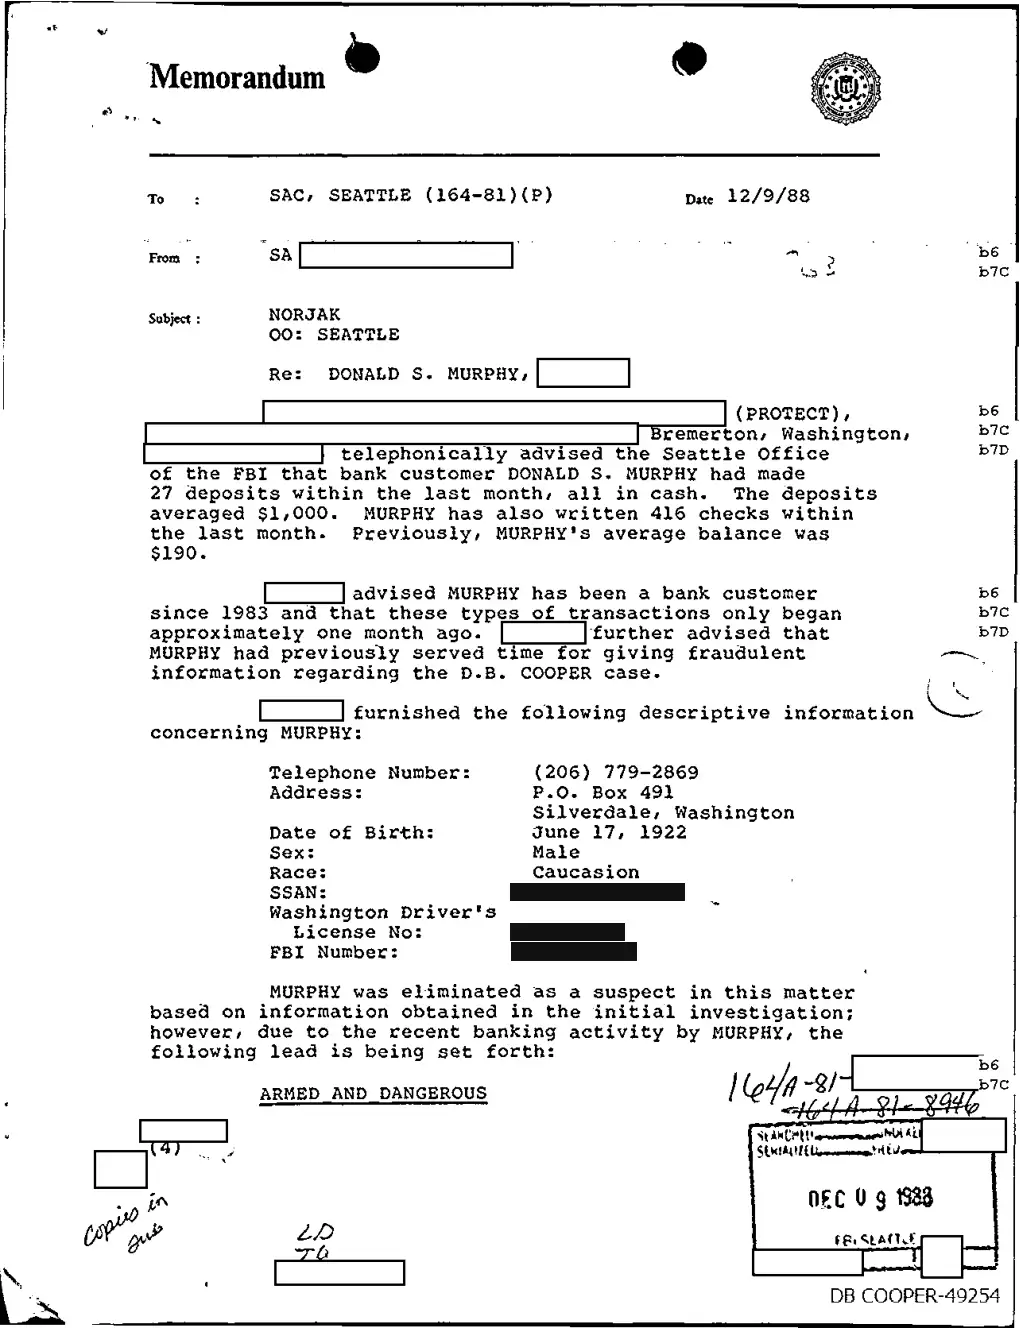 Memorandum
To : SAC, SEATTLE (164-81)(P) Date 12/9/88
From : SA b6
b7C
Subject : NORJAK
OO: SEATTLE
Re: DONALD S. MURPHY,
(PROTECT), b6
Bremerton, Washington, b7C
telephonically advised the Seattle Office b7D
of the FBI that bank customer DONALD S. MURPHY had made
27 deposits within the last month, all in cash. The deposits
averaged $1,000. MURPHY has also written 416 checks within
the last month. Previously, MURPHY's average balance was
$190.
advised MURPHY has been a bank customer b6
since 1983 and that these types of transactions only began b7C
approximately one month ago. further advised that b7D
MURPHY had previously served time for giving fraudulent
information regarding the D.B. COOPER case.
furnished the following descriptive information
concerning MURPHY:
Telephone Number: (206) 779-2869
Address: P.O. Box 491
Silverdale, Washington
Date of Birth: June 17, 1922
Sex: Male
Race: Caucasion
SSAN:
Washington Driver's
License No:
FBI Number:
MURPHY was eliminated as a suspect in this matter
based on information obtained in the initial investigation;
however, due to the recent banking activity by MURPHY, the
following lead is being set forth:
b6
ARMED AND DANGEROUS 164A-81- b7C
164A-81-8946
SEARCHED
SERIALIZED
(4)
DEC 09 1988
Copies in
FBI SEATTLE
DB COOPER-49254